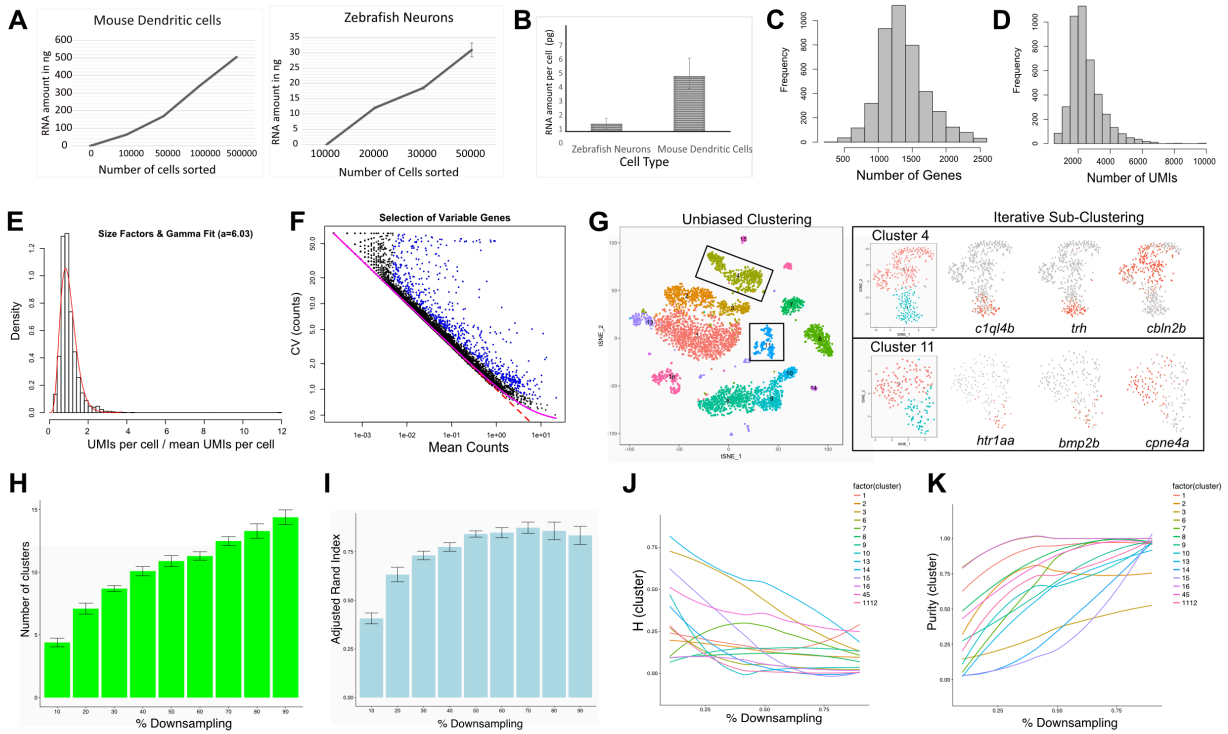 A
Mouse Dendritic cells
RNA amount in ng
600
500
400
300
200
100
0
0 10000 50000 100000 500000
Number of cells sorted
Zebrafish Neurons
RNA amount in ng
35
30
25
20
15
10
5
0
10000 20000 30000 50000
Number of Cells sorted
B
RNA amount per cell (pg)
7
6
5
4
3
2
1
Zebrafish Neurons Mouse Dendritic Cells
Cell Type
C
Frequency
0 200 400 600 800 1000
500 1000 1500 2000 2500
Number of Genes
D
Frequency
0 200 400 600 800 1000
2000 4000 6000 8000 10000
Number of UMIs
E
Size Factors & Gamma Fit (a=6.03)
Density
0.0 0.2 0.4 0.6 0.8 1.0 1.2
0 2 4 6 8 10 12
UMIs per cell / mean UMIs per cell
F
Selection of Variable Genes
CV (counts)
50.0
20.0
10.0
5.0
2.0
1.0
0.5
1e-03 1e-02 1e-01 1e+00 1e+01
Mean Counts
G
Unbiased Clustering
tSNE_2
100
50
0
-50
-100
-100 -50 0 50 100
tSNE_1
Iterative Sub-Clustering
Cluster 4
tSNE_2
tSNE_1
c1ql4b
trh
cbln2b
Cluster 11
tSNE_2
tSNE_1
htr1aa
bmp2b
cpne4a
H
Number of clusters
15
10
5
0
10 20 30 40 50 60 70 80 90
% Downsampling
I
Adjusted Rand Index
0.75
0.50
0.25
0.00
10 20 30 40 50 60 70 80 90
% Downsampling
J
H (cluster)
0.75
0.50
0.25
0.00
0.25 0.50 0.75
% Downsampling
factor(cluster)
1
2
3
6
7
8
9
10
13
14
15
16
45
1112
K
Purity (cluster)
1.00
0.75
0.50
0.25
0.00
0.25 0.50 0.75
% Downsampling
factor(cluster)
1
2
3
6
7
8
9
10
13
14
15
16
45
1112